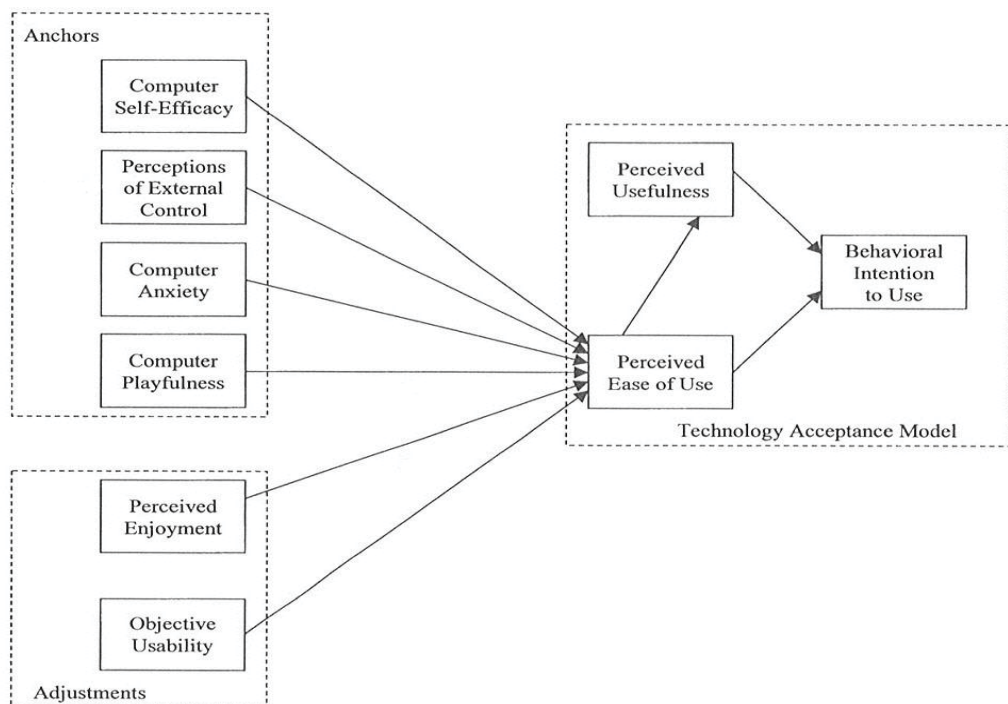 Anchors
Computer
Self-Efficacy
Perceptions
of External
Control
Computer
Anxiety
Computer
Playfulness
Perceived
Enjoyment
Objective
Usability
Adjustments
Perceived
Usefulness
Behavioral
Intention
to Use
Perceived
Ease of Use
Technology Acceptance Model